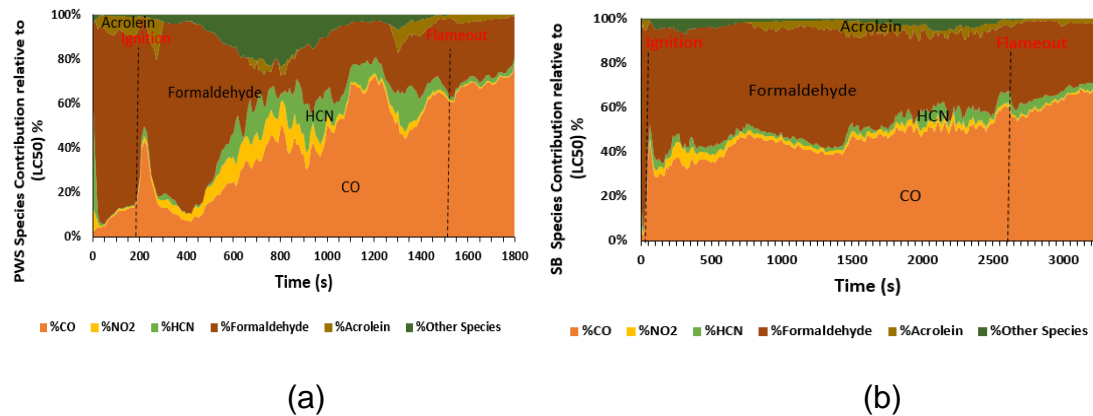 PWS Species Contribution relative to
(LC50) %
100%
80%
60%
40%
20%
0%
Acrolein
Ignition
Flameout
Formaldehyde
HCN
CO
0 200 400 600 800 1000 1200 1400 1600 1800
Time (s)
%CO %NO2 %HCN %Formaldehyde %Acrolein %Other Species
(a)
SB Species Contribution relative to
(LC50) %
100%
80%
60%
40%
20%
0%
Acrolein
Ignition
Flameout
Formaldehyde
HCN
CO
0 500 1000 1500 2000 2500 3000
Time (s)
%CO %NO2 %HCN %Formaldehyde %Acrolein %Other Species
(b)